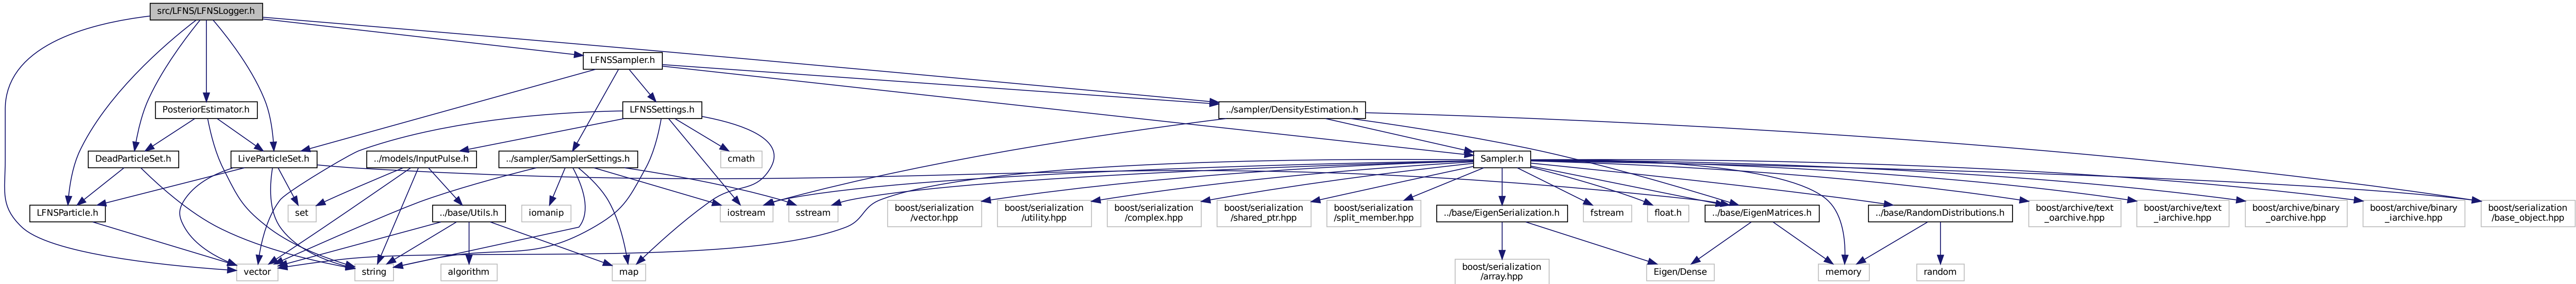 src/LFNS/LFNSLogger.h
LFNSSampler.h
PosteriorEstimator.h
LFNSSettings.h
../sampler/DensityEstimation.h
DeadParticleSet.h
LiveParticleSet.h
../models/InputPulse.h
../sampler/SamplerSettings.h
cmath
Sampler.h
LFNSParticle.h
set
../base/Utils.h
iomanip
iostream
sstream
boost/serialization
/vector.hpp
boost/serialization
/utility.hpp
boost/serialization
/complex.hpp
boost/serialization
/shared_ptr.hpp
boost/serialization
/split_member.hpp
../base/EigenSerialization.h
fstream
float.h
../base/EigenMatrices.h
../base/RandomDistributions.h
boost/archive/text
_oarchive.hpp
boost/archive/text
_iarchive.hpp
boost/archive/binary
_oarchive.hpp
boost/archive/binary
_iarchive.hpp
boost/serialization
/base_object.hpp
vector
string
algorithm
map
boost/serialization
/array.hpp
Eigen/Dense
memory
random